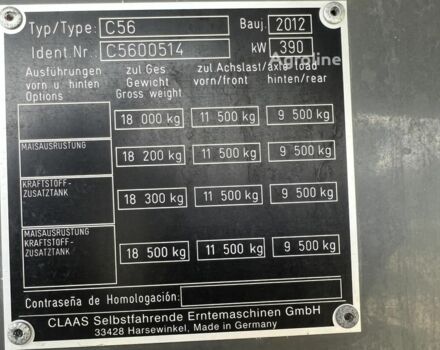 Typ/Type: C56 Bauj. 2012
Ident.Nr. C5600514 kW 390
Agroline
Ausführungen zul Ges zul Achslast/axle load
vorn u. hinten Gewicht vorn/front hinten/rear
Options Gross weight
18 000 kg 11 500 kg 9 500 kg
MAISAUSRÜSTUNG
18 200 kg 11 500 kg 9 500 kg
KRAFTSTOFF-
ZUSATZTANK
18 300 kg 11 500 kg 9 500 kg
MAISAUSRÜSTUNG
KRAFTSTOFF-
ZUSATZTANK
18 500 kg 11 500 kg 9 500 kg
Contraseña de Homologación:
CLAAS Selbstfahrende Erntemaschinen GmbH
33428 Harsewinkel, Made in Germany